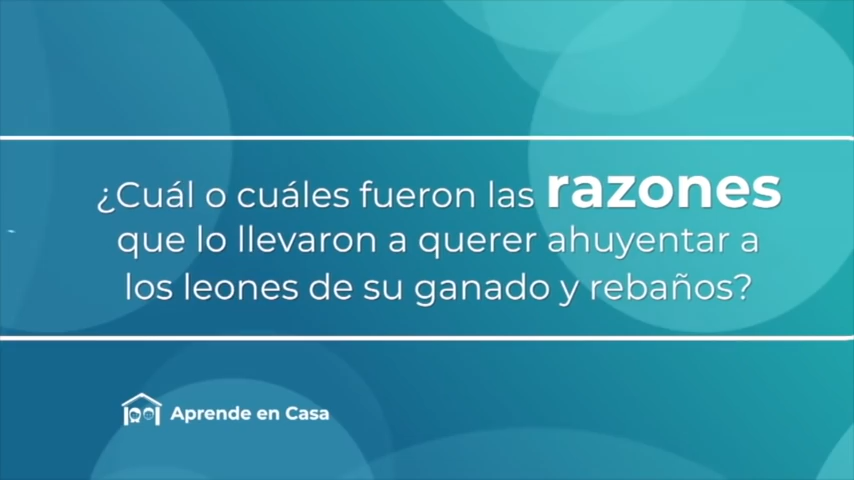 ¿Cuál o cuáles fueron las razones
que lo llevaron a querer ahuyentar a
los leones de su ganado y rebaños?
Aprende en Casa